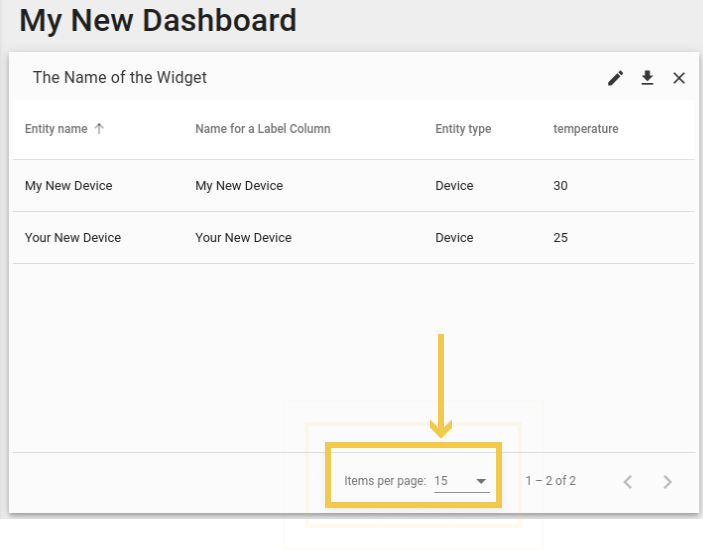 My New Dashboard
The Name of the Widget
Entity name Name for a Label Column Entity type temperature
My New Device My New Device Device 30
Your New Device Your New Device Device 25
Items per page: 15 1 – 2 of 2